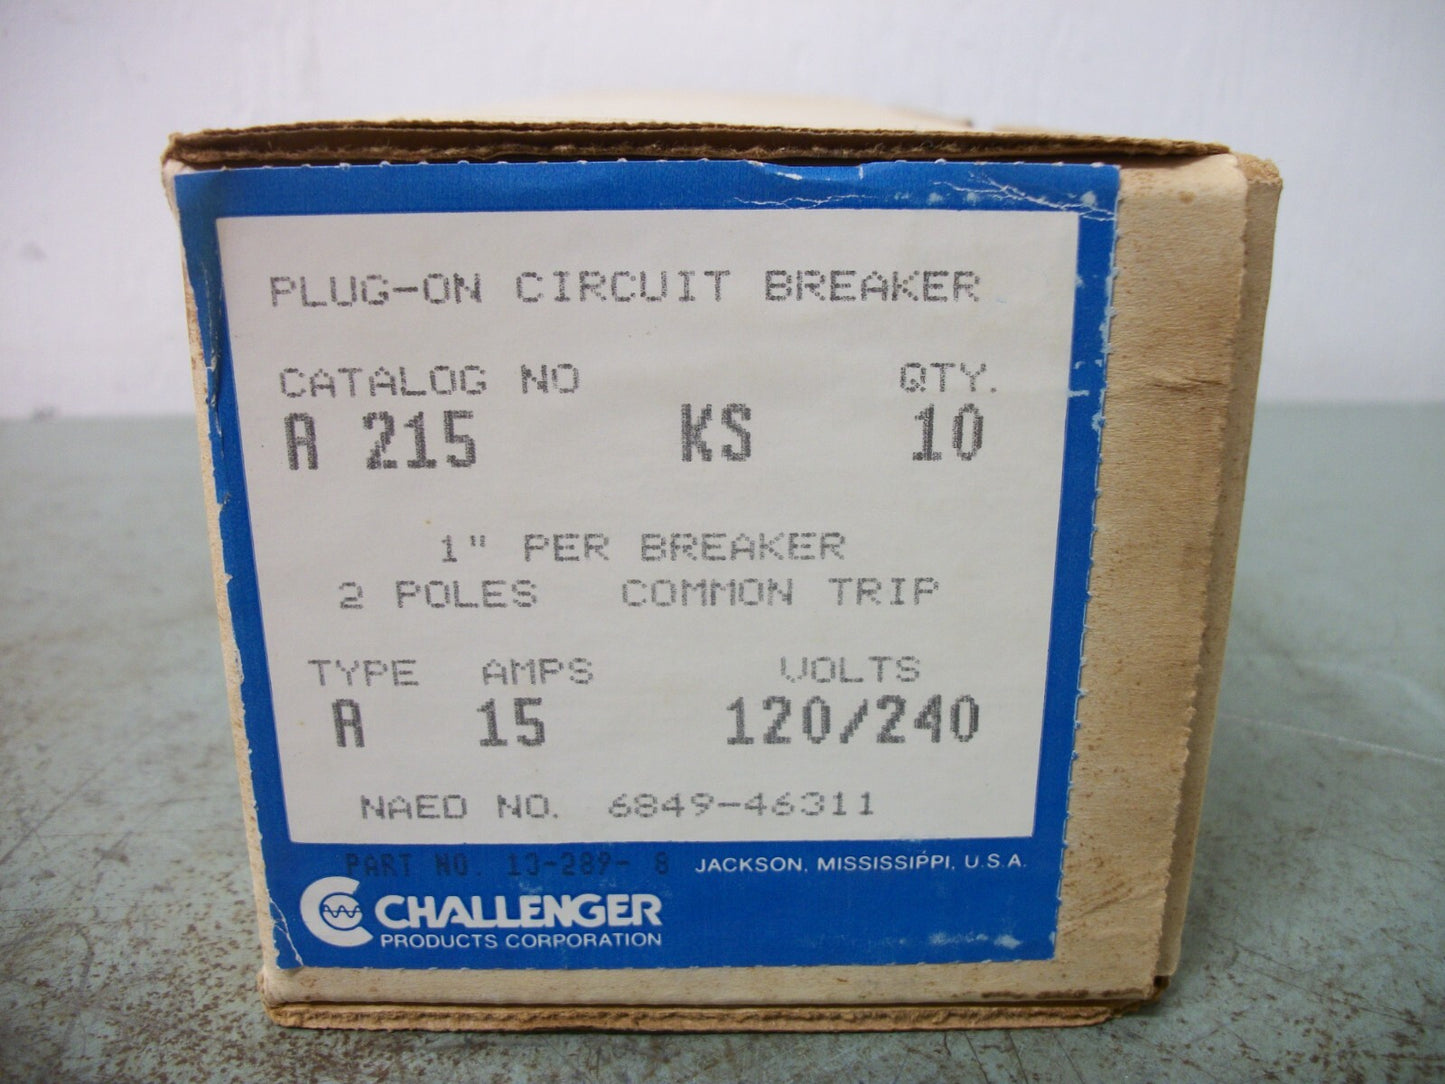 PLUG-ON CIRCUIT BREAKER
CATALOG NO QTY.
A 215 KS 10
1" PER BREAKER
2 POLES COMMON TRIP
TYPE AMPS VOLTS
A 15 120/240
NAED NO. 6849-46311
PART NO. 13-289- 8 JACKSON, MISSISSIPPI, U.S.A.
CHALLENGER
PRODUCTS CORPORATION